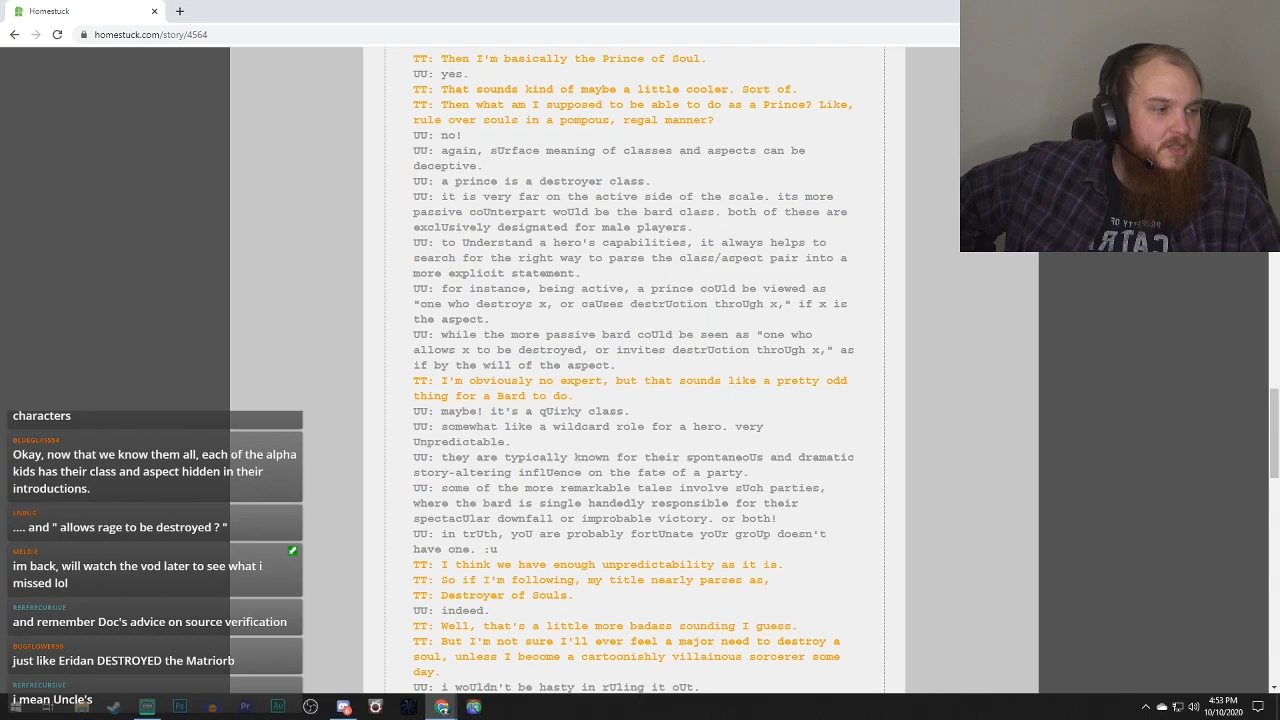 Homestuck
homestuck.com/story/4564
TT: Then I'm basically the Prince of Soul.
UU: yes.
TT: That sounds kind of maybe a little cooler. Sort of.
TT: Then what am I supposed to be able to do as a Prince? Like,
rule over souls in a pompous, regal manner?
UU: no!
UU: again, sUrface meaning of classes and aspects can be
deceptive.
UU: a prince is a destroyer class.
UU: it is very far on the active side of the scale. its more
passive coUnterpart woUld be the bard class. both of these are
exclUsively designated for male players.
UU: to Understand a hero's capabilities, it always helps to
search for the right way to parse the class/aspect pair into a
more explicit statement.
UU: for instance, being active, a prince coUld be viewed as
"one who destroys x, or caUses destrUction throUgh x," if x is
the aspect.
UU: while the more passive bard coUld be seen as "one who
allows x to be destroyed, or invites destrUction throUgh x," as
if by the will of the aspect.
TT: I'm obviously no expert, but that sounds like a pretty odd
thing for a Bard to do.
UU: maybe! it's a qUirky class.
UU: somewhat like a wildcard role for a hero. very
Unpredictable.
UU: they are typically known for their spontaneoUs and dramatic
story-altering inflUence on the fate of a party.
UU: some of the more remarkable tales involve sUch parties,
where the bard is single handedly responsible for their
spectacUlar downfall or improbable victory. or both!
UU: in trUth, yoU are probably fortUnate yoUr groUp doesn't
have one. :u
TT: I think we have enough unpredictability as it is.
TT: So if I'm following, my title nearly parses as,
TT: Destroyer of Souls.
UU: indeed.
TT: Well, that's a little more badass sounding I guess.
TT: But I'm not sure I'll ever feel a major need to destroy a
soul, unless I become a cartoonishly villainous sorcerer some
day.
UU: i woUldn't be hasty in rUling it oUt.
characters
Okay, now that we know them all, each of the alpha
kids has their class and aspect hidden in their
introductions.
.... and " allows rage to be destroyed ? "
MELDJE
im back, will watch the vod later to see what i
missed lol
RERERECURSIVE
and remember Doc's advice on source verification
BUGFLOWER99
just like Eridan DESTROYED the Matriorb
RERERECURSIVE
i mean Uncle's
4:53 PM
10/10/2020